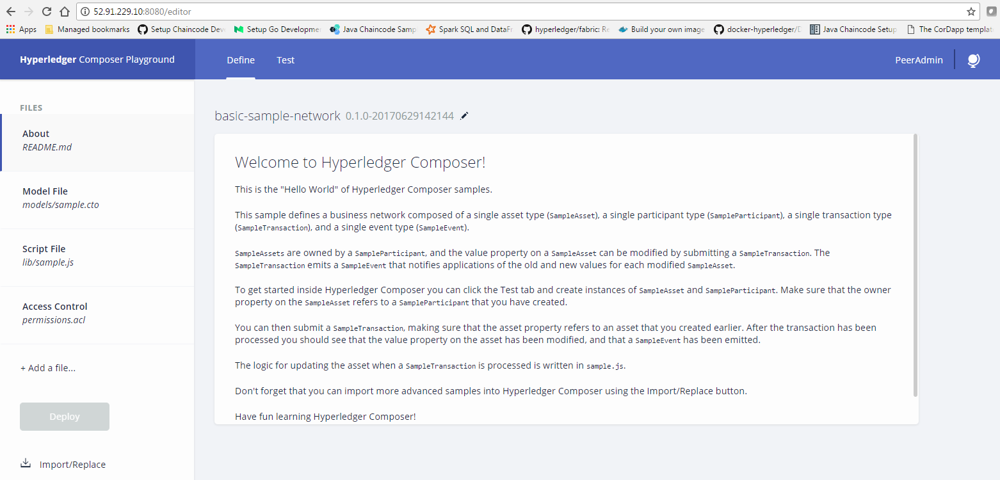 52.91.229.10:8080/editor
Apps Managed bookmarks Setup Chaincode Dev Setup Go Developme Java Chaincode Samp Spark SQL and DataFr hyperledger/fabric: Re Build your own image docker-hyperledger/D Java Chaincode Setup The CorDapp templat
Hyperledger Composer Playground Define Test PeerAdmin
FILES
About
README.md
Model File
models/sample.cto
Script File
lib/sample.js
Access Control
permissions.acl
+ Add a file...
Deploy
Import/Replace
basic-sample-network 0.1.0-20170629142144
Welcome to Hyperledger Composer!
This is the "Hello World" of Hyperledger Composer samples.
This sample defines a business network composed of a single asset type (SampleAsset), a single participant type (SampleParticipant), a single transaction type
(SampleTransaction), and a single event type (SampleEvent).
SampleAssets are owned by a SampleParticipant, and the value property on a SampleAsset can be modified by submitting a SampleTransaction. The
SampleTransaction emits a SampleEvent that notifies applications of the old and new values for each modified SampleAsset.
To get started inside Hyperledger Composer you can click the Test tab and create instances of SampleAsset and SampleParticipant. Make sure that the owner
property on the SampleAsset refers to a SampleParticipant that you have created.
You can then submit a SampleTransaction, making sure that the asset property refers to an asset that you created earlier. After the transaction has been
processed you should see that the value property on the asset has been modified, and that a SampleEvent has been emitted.
The logic for updating the asset when a SampleTransaction is processed is written in sample.js.
Don't forget that you can import more advanced samples into Hyperledger Composer using the Import/Replace button.
Have fun learning Hyperledger Composer!